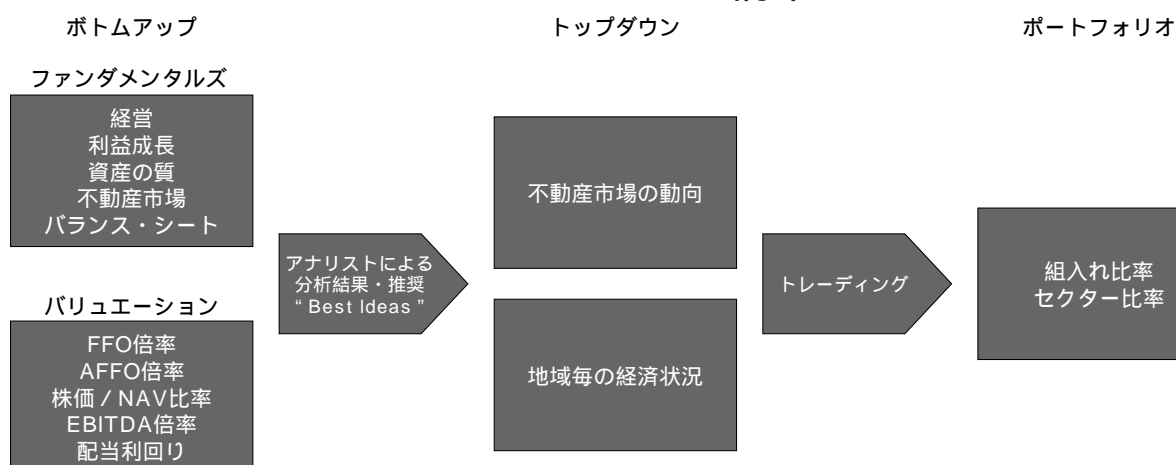 ボトムアップ
トップダウン
ポートフォリオ
ファンダメンタルズ
経営
利益成長
資産の質
不動産市場
バランス・シート
バリュエーション
FFO倍率
AFFO倍率
株価 / NAV比率
EBITDA倍率
配当利回り
アナリストによる
分析結果・推奨
“ Best Ideas ”
不動産市場の動向
地域毎の経済状況
トレーディング
組入れ比率
セクター比率